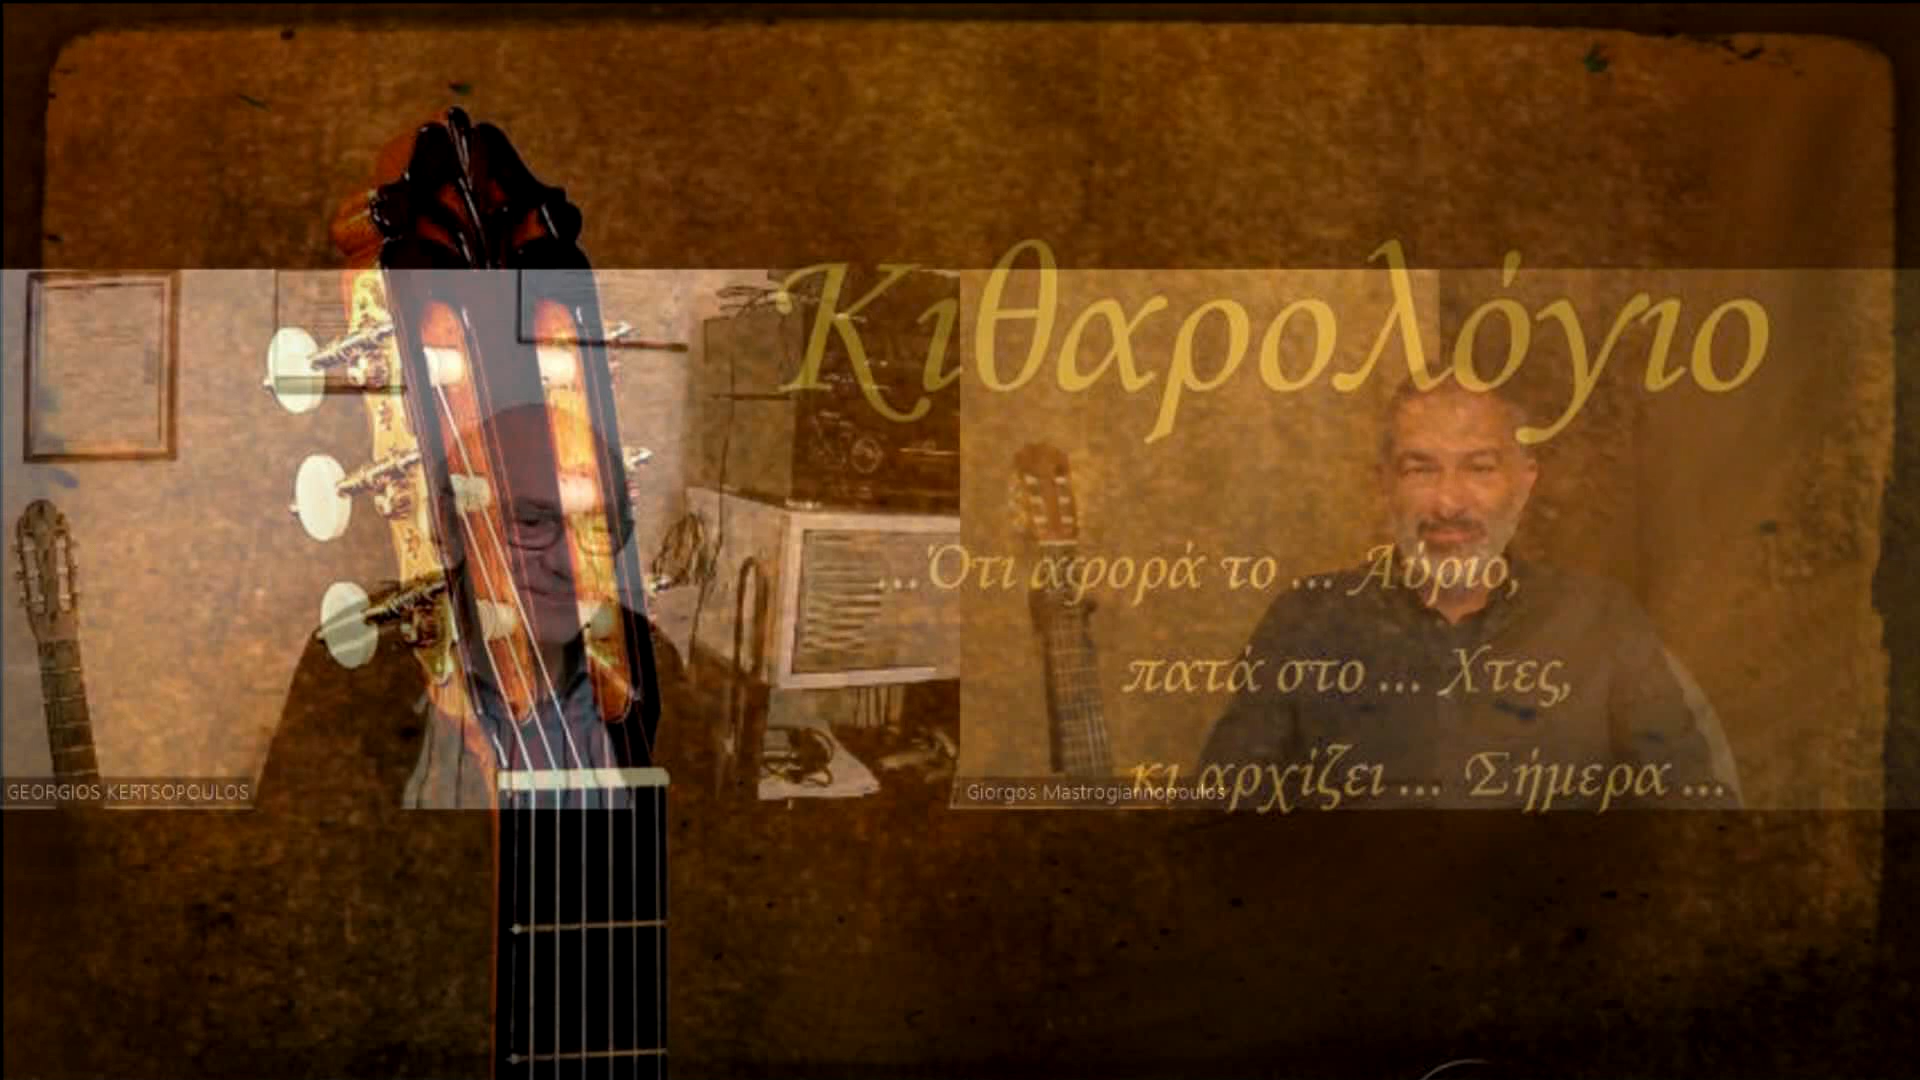 Κιθαρολόγιο
...Ότι αφορά το ... Αύριο,
πατά στο ... Χτες,
κι αρχίζει ... Σήμερα ...
GEORGIOS KERTSOPOULOS
Giorgos Mastrogiannopoulos